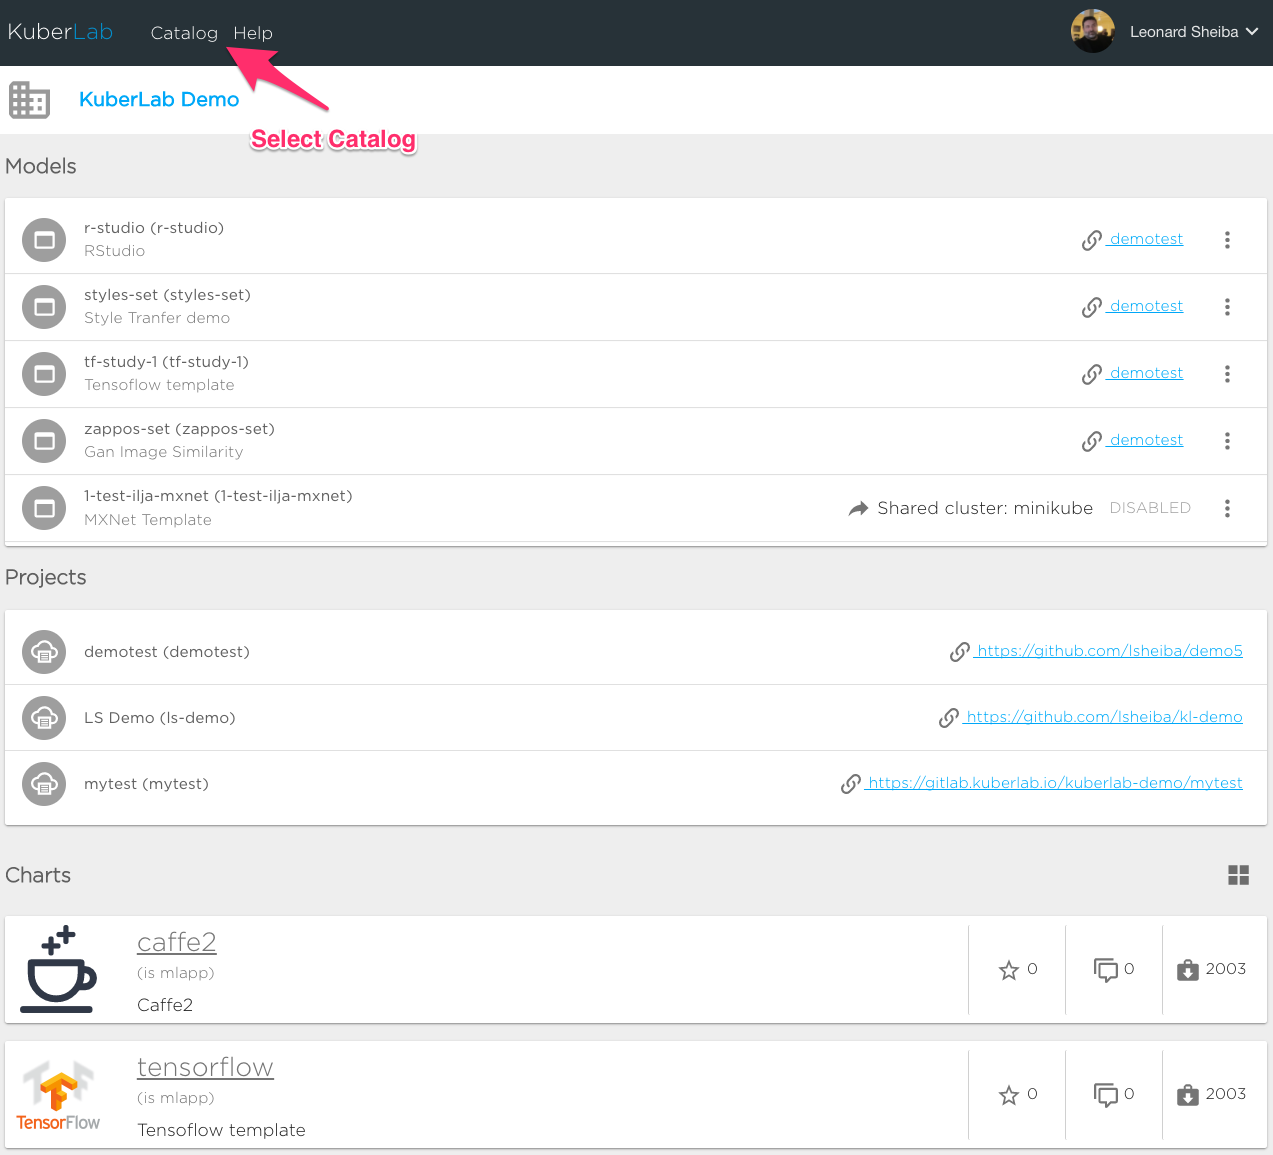 KuberLab Catalog Help Leonard Sheiba
KuberLab Demo
Select Catalog
Models
r-studio (r-studio)
RStudio
demotest
styles-set (styles-set)
Style Tranfer demo
demotest
tf-study-1 (tf-study-1)
Tensoflow template
demotest
zappos-set (zappos-set)
Gan Image Similarity
demotest
1-test-ilja-mxnet (1-test-ilja-mxnet)
MXNet Template
Shared cluster: minikube DISABLED
Projects
demotest (demotest) https://github.com/lsheiba/demo5
LS Demo (ls-demo) https://github.com/lsheiba/kl-demo
mytest (mytest) https://gitlab.kuberlab.io/kuberlab-demo/mytest
Charts
caffe2
(is mlapp)
Caffe2
0 0 2003
TensorFlow
tensorflow
(is mlapp)
Tensoflow template
0 0 2003